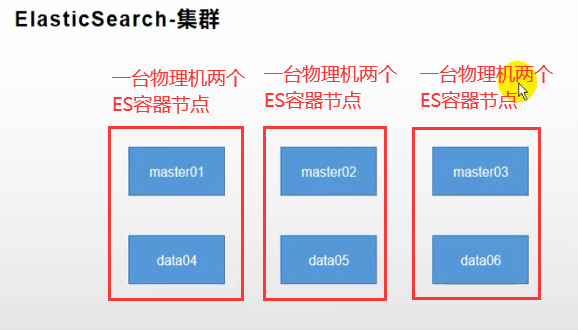 ElasticSearch-集群
一台物理机两个
ES容器节点
一台物理机两个
ES容器节点
一台物理机两个
ES容器节点
master01
master02
master03
data04
data05
data06